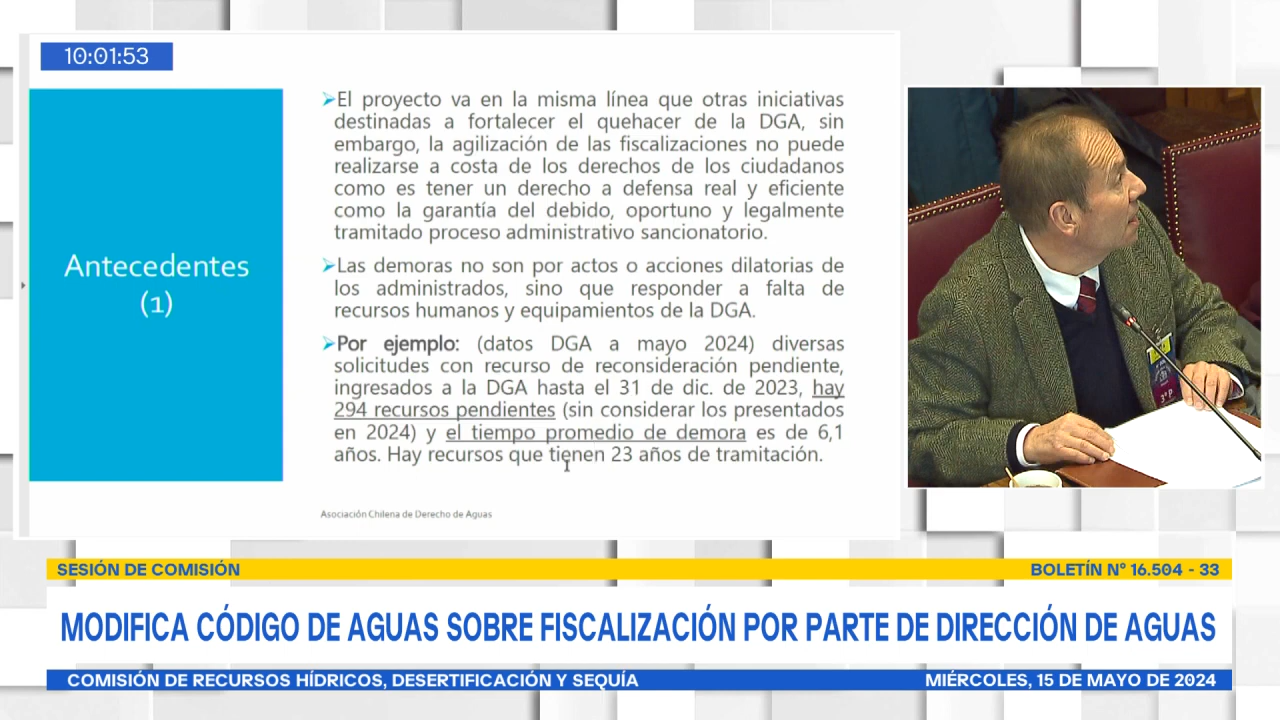 10:01:53
Antecedentes
(1)
➢El proyecto va en la misma línea que otras iniciativas
destinadas a fortalecer el quehacer de la DGA, sin
embargo, la agilización de las fiscalizaciones no puede
realizarse a costa de los derechos de los ciudadanos
como es tener un derecho a defensa real y eficiente
como la garantía del debido, oportuno y legalmente
tramitado proceso administrativo sancionatorio.
➢Las demoras no son por actos o acciones dilatorias de
los administrados, sino que responder a falta de
recursos humanos y equipamientos de la DGA.
➢Por ejemplo: (datos DGA a mayo 2024) diversas
solicitudes con recurso de reconsideración pendiente,
ingresados a la DGA hasta el 31 de dic. de 2023, hay
294 recursos pendientes (sin considerar los presentados
en 2024) y el tiempo promedio de demora es de 6,1
años. Hay recursos que tienen 23 años de tramitación.
Asociación Chilena de Derecho de Aguas
3º P
SESIÓN DE COMISIÓN
BOLETÍN Nº 16.504 - 33
MODIFICA CÓDIGO DE AGUAS SOBRE FISCALIZACIÓN POR PARTE DE DIRECCIÓN DE AGUAS
COMISIÓN DE RECURSOS HÍDRICOS, DESERTIFICACIÓN Y SEQUÍA
MIÉRCOLES, 15 DE MAYO DE 2024